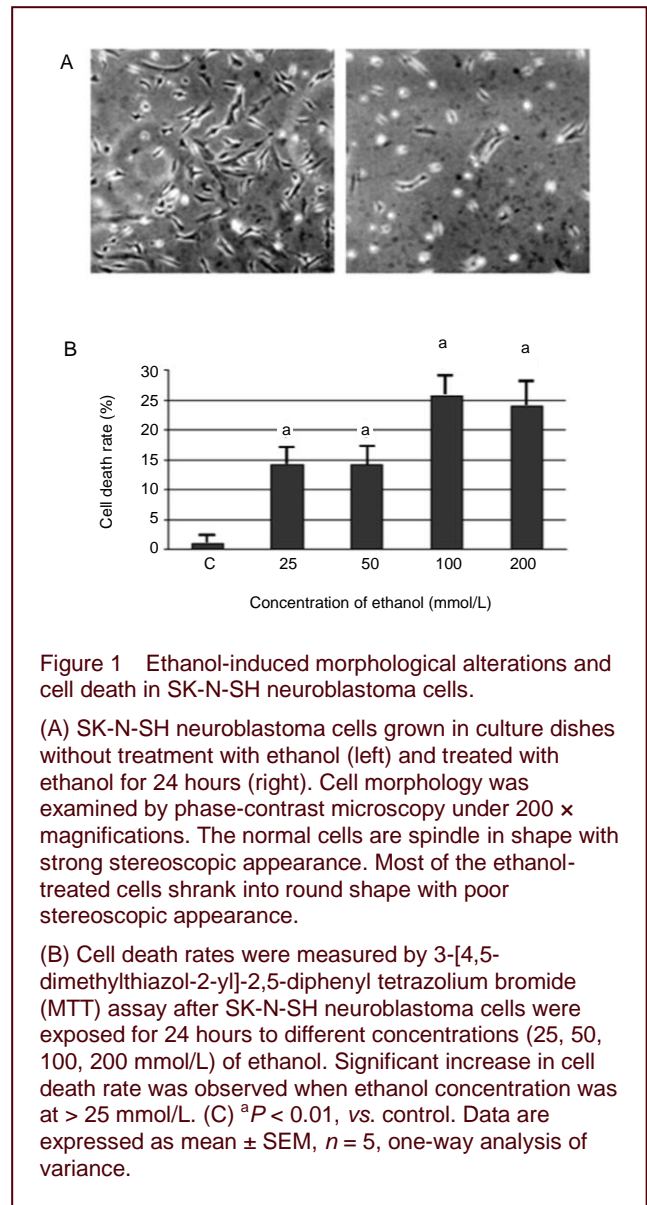 A
B
a
a
a
a
30
25
20
15
10
5
0
Cell death rate (%)
C 25 50 100 200
Concentration of ethanol (mmol/L)
Figure 1 Ethanol-induced morphological alterations and
cell death in SK-N-SH neuroblastoma cells.
(A) SK-N-SH neuroblastoma cells grown in culture dishes
without treatment with ethanol (left) and treated with
ethanol for 24 hours (right). Cell morphology was
examined by phase-contrast microscopy under 200 ×
magnifications. The normal cells are spindle in shape with
strong stereoscopic appearance. Most of the ethanol-
treated cells shrank into round shape with poor
stereoscopic appearance.
(B) Cell death rates were measured by 3-[4,5-
dimethylthiazol-2-yl]-2,5-diphenyl tetrazolium bromide
(MTT) assay after SK-N-SH neuroblastoma cells were
exposed for 24 hours to different concentrations (25, 50,
100, 200 mmol/L) of ethanol. Significant increase in cell
death rate was observed when ethanol concentration was
at > 25 mmol/L. (C) ᵃP < 0.01, vs. control. Data are
expressed as mean ± SEM, n = 5, one-way analysis of
variance.